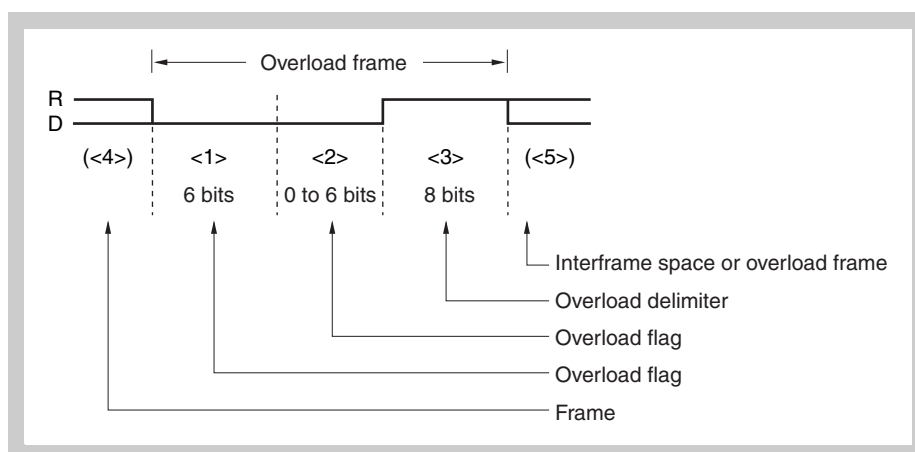 Overload frame
R
D
(<4>) <1> <2> <3> (<5>)
6 bits 0 to 6 bits 8 bits
Interframe space or overload frame
Overload delimiter
Overload flag
Overload flag
Frame